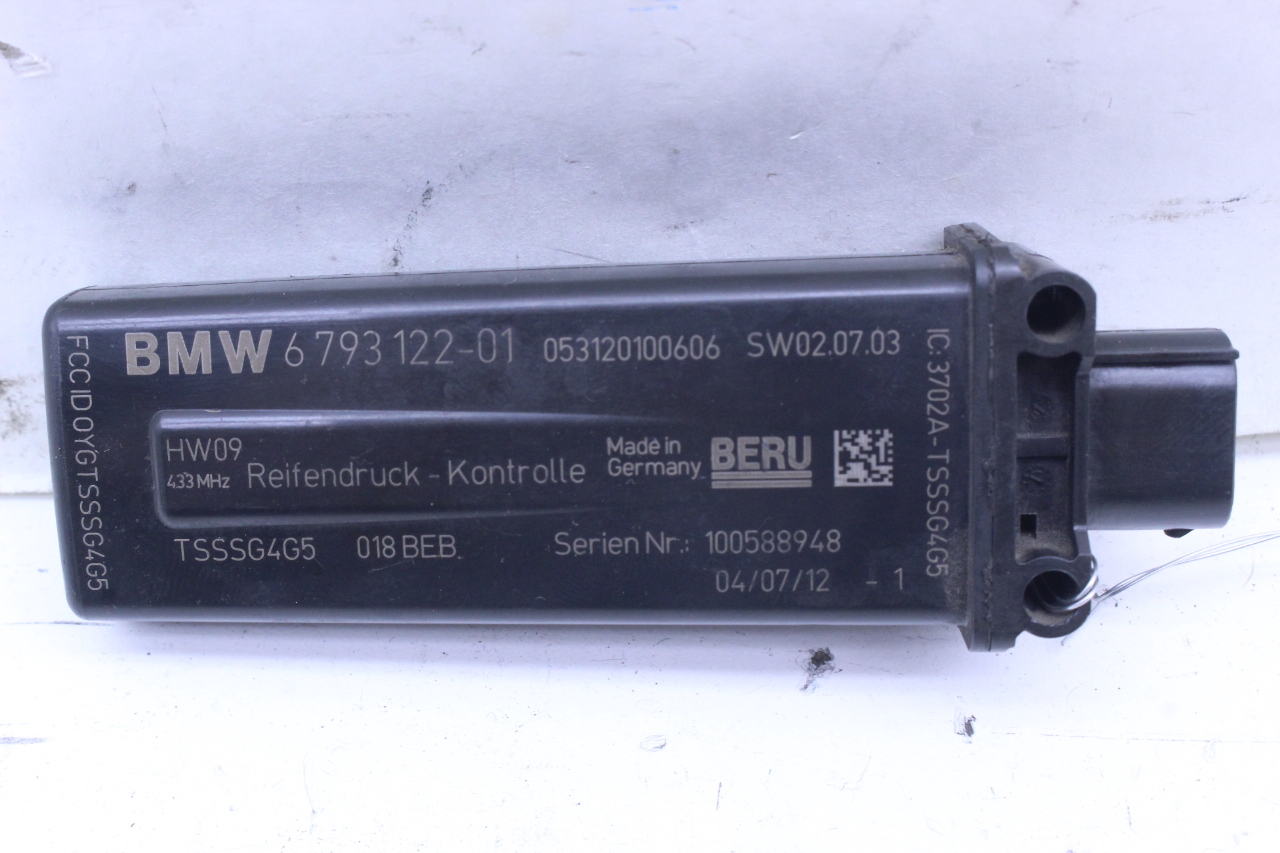 BMW 6 793 122-01 053120100606 SW02.07.03
HW09
433 MHz Reifendruck - Kontrolle
Made in
Germany
BERU
TSSSG4G5 018 BEB. Serien Nr.: 100588948
04/07/12 - 1
FCC ID OYGTSSSG4G5
IC: 3702A-TSSSG4G5